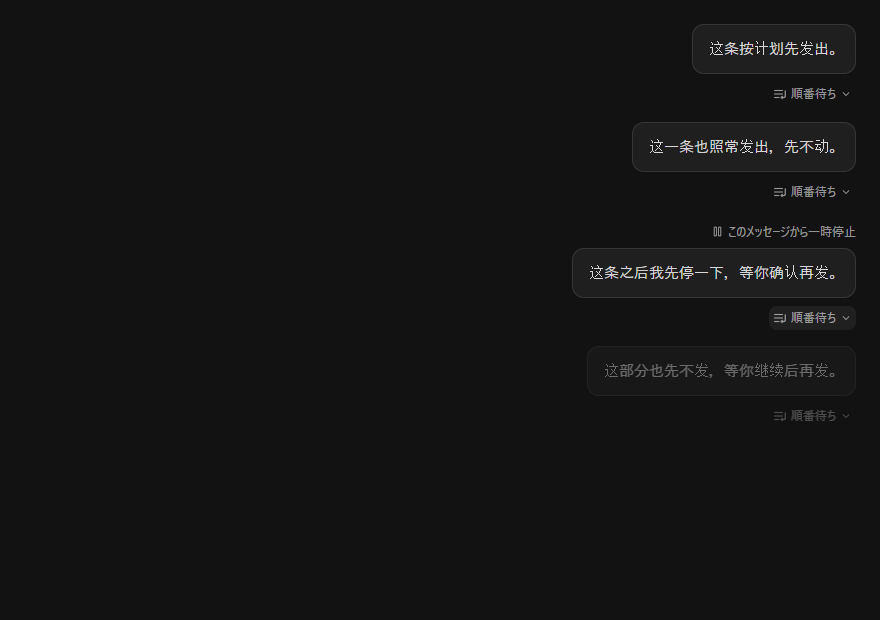 这条按计划先发出。
順番待ち
这一条也照常发出，先不动。
順番待ち
このメッセージから一時停止
这条之后我先停一下，等你确认再发。
順番待ち
这部分也先不发，等你继续后再发。
順番待ち